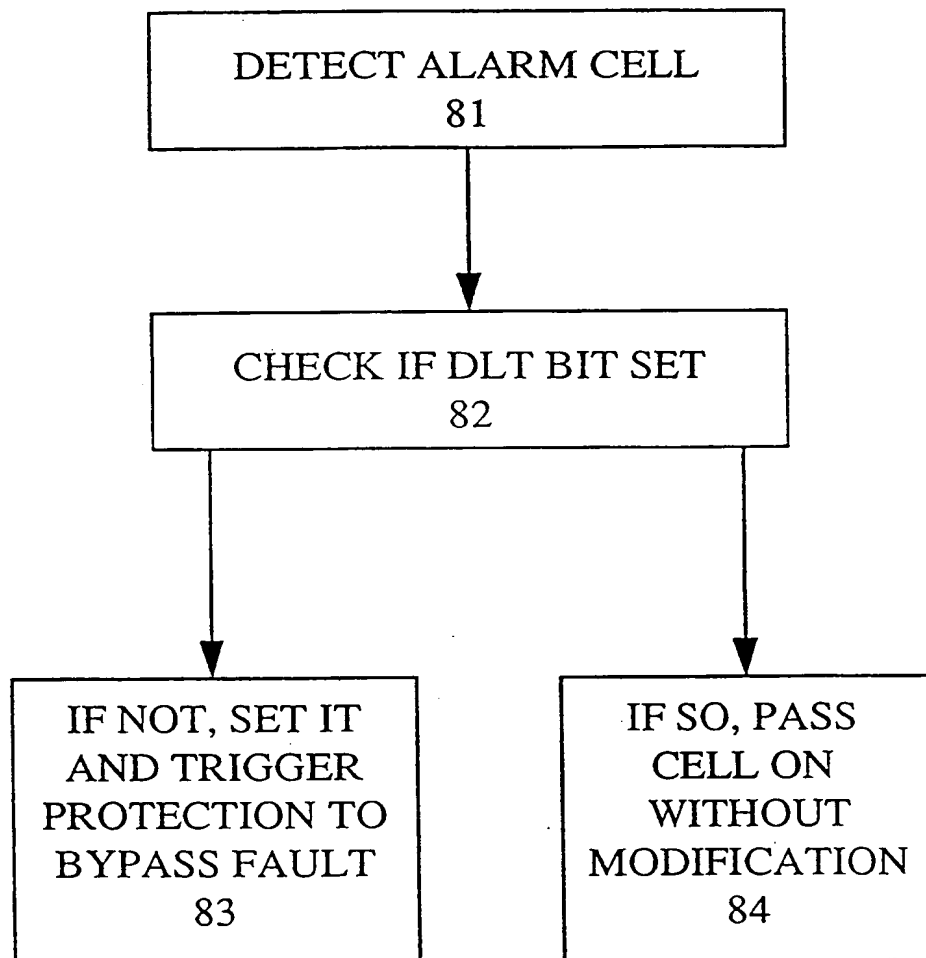 DETECT ALARM CELL
81
CHECK IF DLT BIT SET
82
IF NOT, SET IT
AND TRIGGER
PROTECTION TO
BYPASS FAULT
83
IF SO, PASS
CELL ON
WITHOUT
MODIFICATION
84